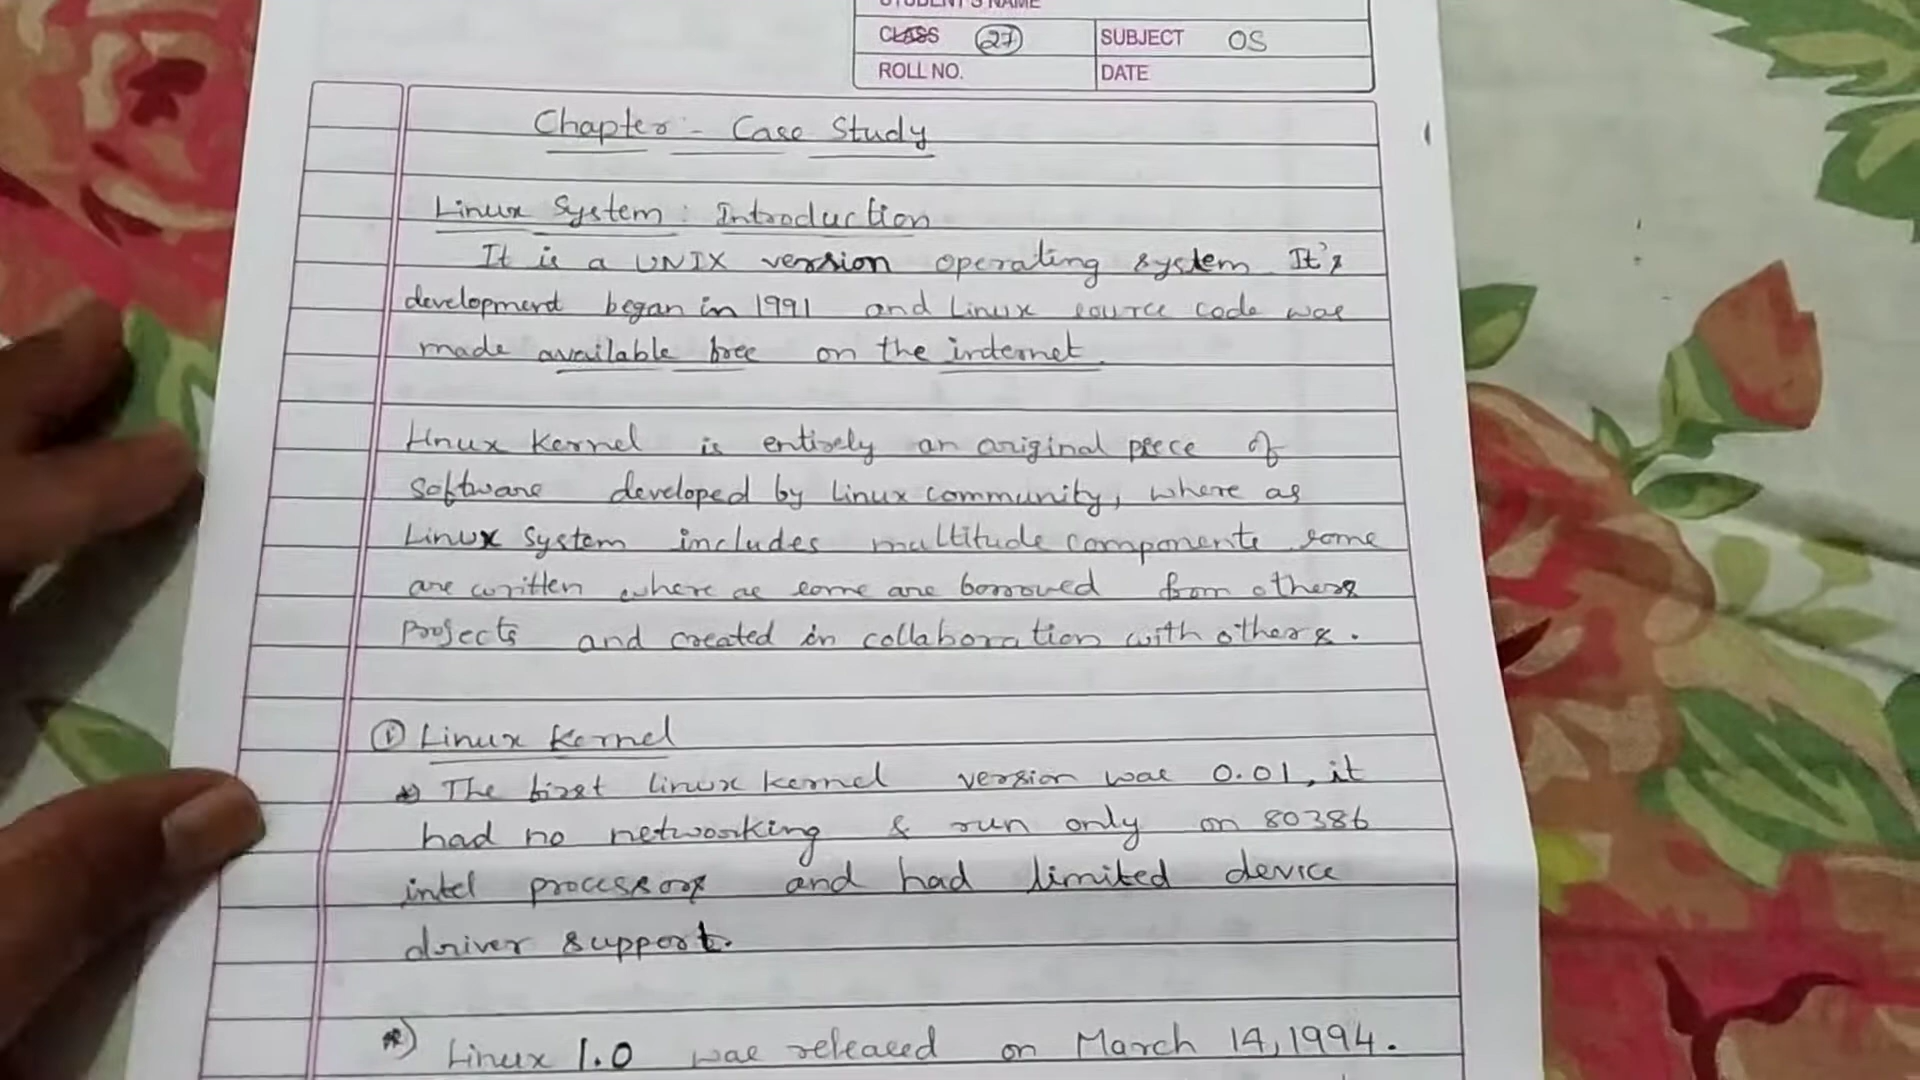 STUDENT'S NAME
CLASS 27 SUBJECT OS
ROLL NO. DATE
Chapter - Case Study
Linux System : Introduction
It is a UNIX version operating system It's
development began in 1991 and Linux source code was
made available free on the internet.
Linux Kernel is entirely an original piece of
software developed by Linux community, where as
Linux System includes multitude components some
are written where as some are borrowed from others
Projects and created in collaboration with others.
① Linux Kernel
*) The first linux kernel version was 0.01, it
had no networking & run only on 80386
intel processors and had limited device
driver support.
*) Linux 1.0 was released on March 14, 1994.